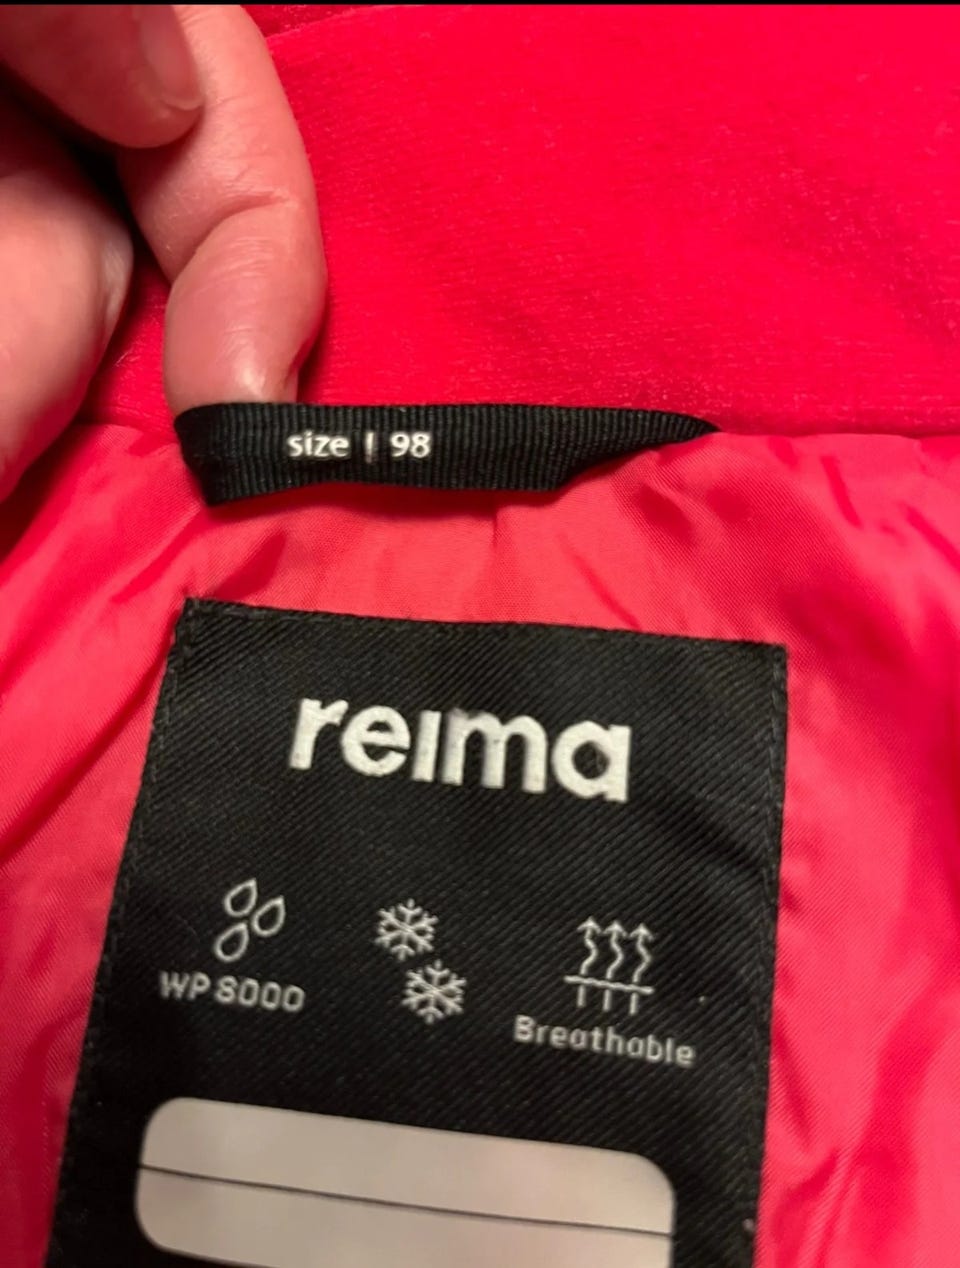 size | 98
reima
WP 8000
Breathable